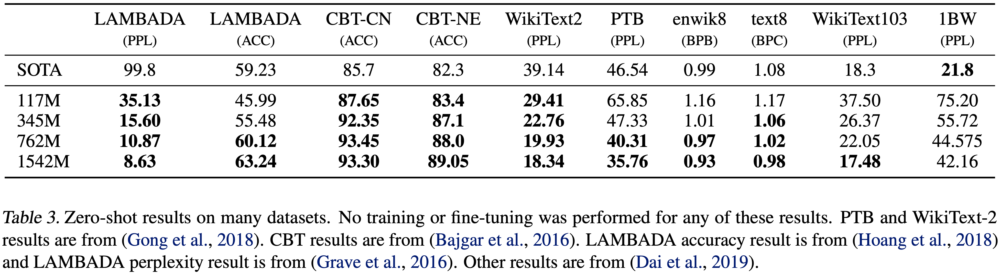 LAMBADA LAMBADA CBT-CN CBT-NE WikiText2 PTB enwik8 text8 WikiText103 1BW
(PPL) (ACC) (ACC) (ACC) (PPL) (PPL) (BPB) (BPC) (PPL) (PPL)
SOTA 99.8 59.23 85.7 82.3 39.14 46.54 0.99 1.08 18.3 21.8
117M 35.13 45.99 87.65 83.4 29.41 65.85 1.16 1.17 37.50 75.20
345M 15.60 55.48 92.35 87.1 22.76 47.33 1.01 1.06 26.37 55.72
762M 10.87 60.12 93.45 88.0 19.93 40.31 0.97 1.02 22.05 44.575
1542M 8.63 63.24 93.30 89.05 18.34 35.76 0.93 0.98 17.48 42.16
Table 3. Zero-shot results on many datasets. No training or fine-tuning was performed for any of these results. PTB and WikiText-2
results are from (Gong et al., 2018). CBT results are from (Bajgar et al., 2016). LAMBADA accuracy result is from (Hoang et al., 2018)
and LAMBADA perplexity result is from (Grave et al., 2016). Other results are from (Dai et al., 2019).